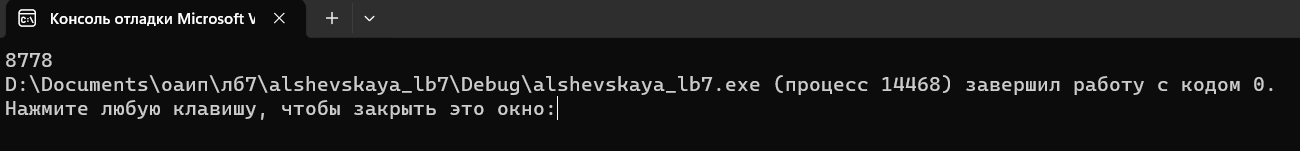 Консоль отладки Microsoft V
8778
D:\Documents\оаип\лб7\alshevskaya_lb7\Debug\alshevskaya_lb7.exe (процесс 14468) завершил работу с кодом 0.
Нажмите любую клавишу, чтобы закрыть это окно: